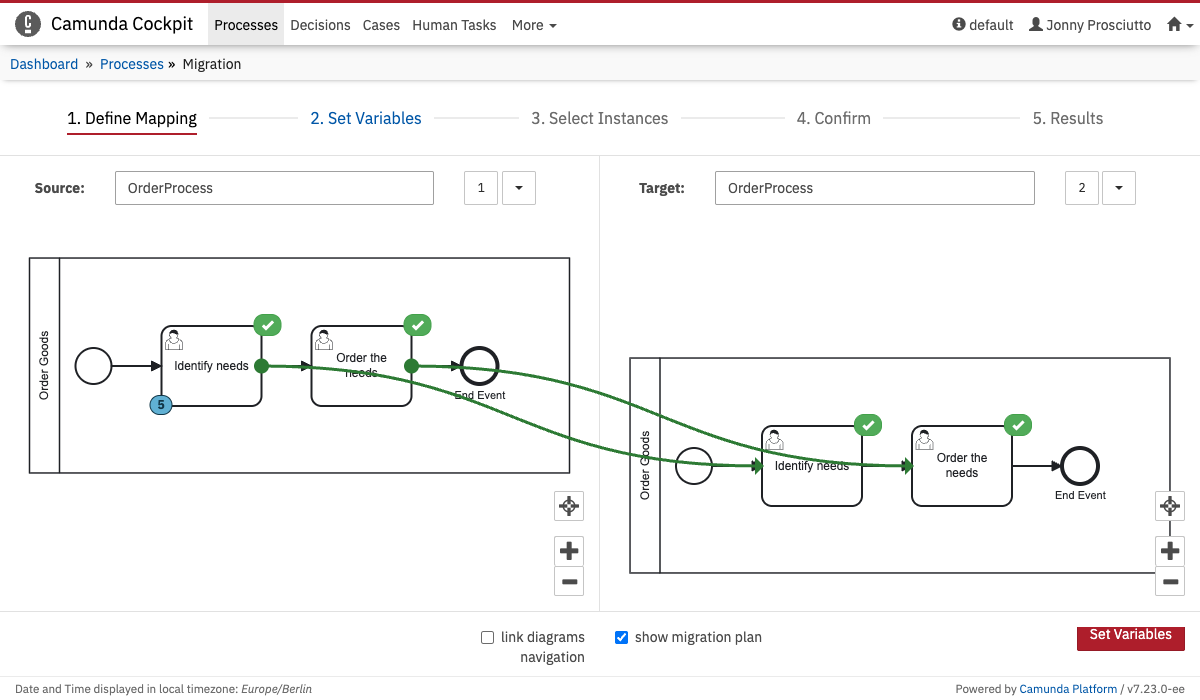 Camunda Cockpit Processes Decisions Cases Human Tasks More default Jonny Prosciutto
Dashboard » Processes » Migration
1. Define Mapping 2. Set Variables 3. Select Instances 4. Confirm 5. Results
Source: OrderProcess 1 Target: OrderProcess 2
Order Goods
Identify needs
5
Order the
needs
End Event
Order Goods
Identify needs
Order the
needs
End Event
link diagrams
navigation
show migration plan
Set Variables
Date and Time displayed in local timezone: Europe/Berlin Powered by Camunda Platform / v7.23.0-ee